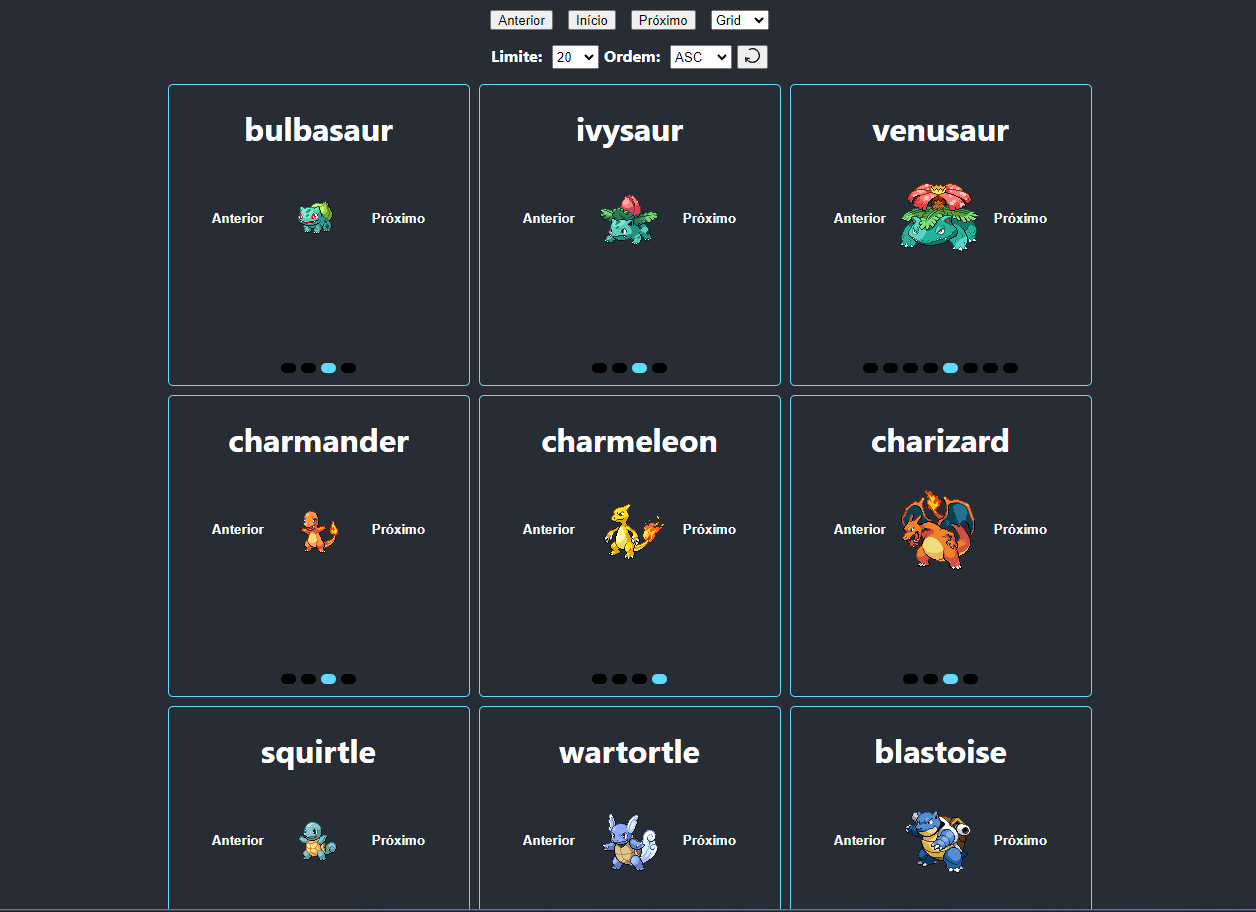 Anterior Início Próximo Grid
Limite: 20 Ordem: ASC
bulbasaur ivysaur venusaur
Anterior Próximo Anterior Próximo Anterior Próximo
charmander charmeleon charizard
Anterior Próximo Anterior Próximo Anterior Próximo
squirtle wartortle blastoise
Anterior Próximo Anterior Próximo Anterior Próximo